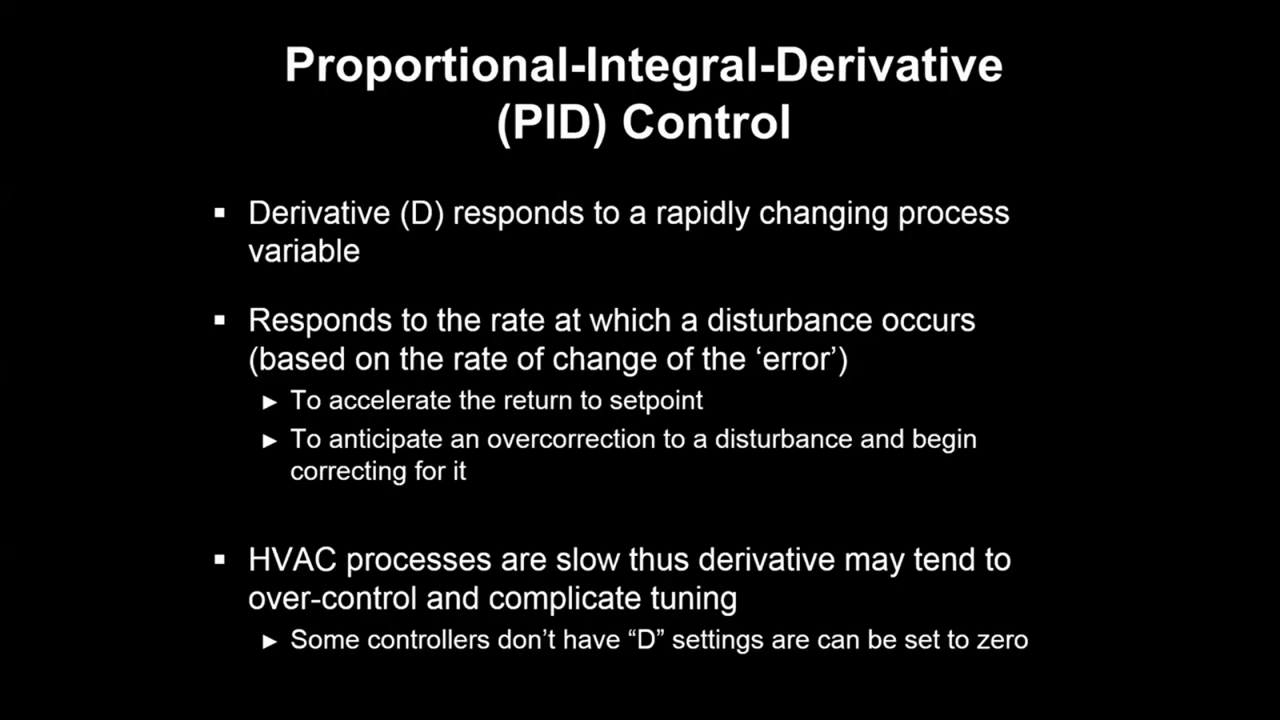 Proportional-Integral-Derivative
(PID) Control
▪ Derivative (D) responds to a rapidly changing process
variable
▪ Responds to the rate at which a disturbance occurs
(based on the rate of change of the ‘error’)
► To accelerate the return to setpoint
► To anticipate an overcorrection to a disturbance and begin
correcting for it
▪ HVAC processes are slow thus derivative may tend to
over-control and complicate tuning
► Some controllers don’t have “D” settings are can be set to zero